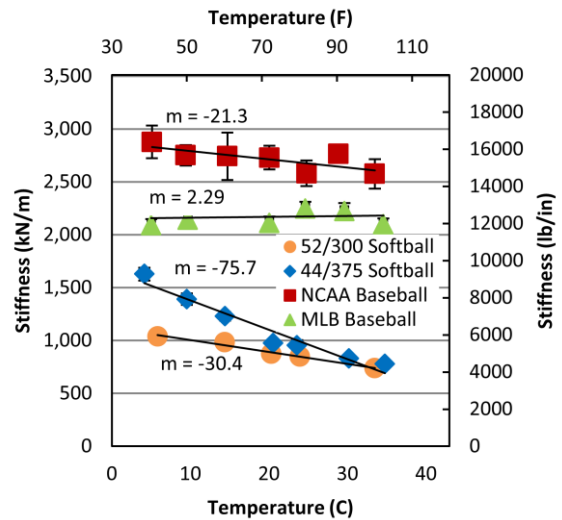 Temperature (F)
30 50 70 90 110
3,500
3,000
2,500
2,000
1,500
1,000
500
0
Stiffness (kN/m)
20000
18000
16000
14000
12000
10000
8000
6000
4000
2000
0
Stiffness (lb/in)
m = -21.3
m = 2.29
m = -75.7
m = -30.4
52/300 Softball
44/375 Softball
NCAA Baseball
MLB Baseball
0 10 20 30 40
Temperature (C)